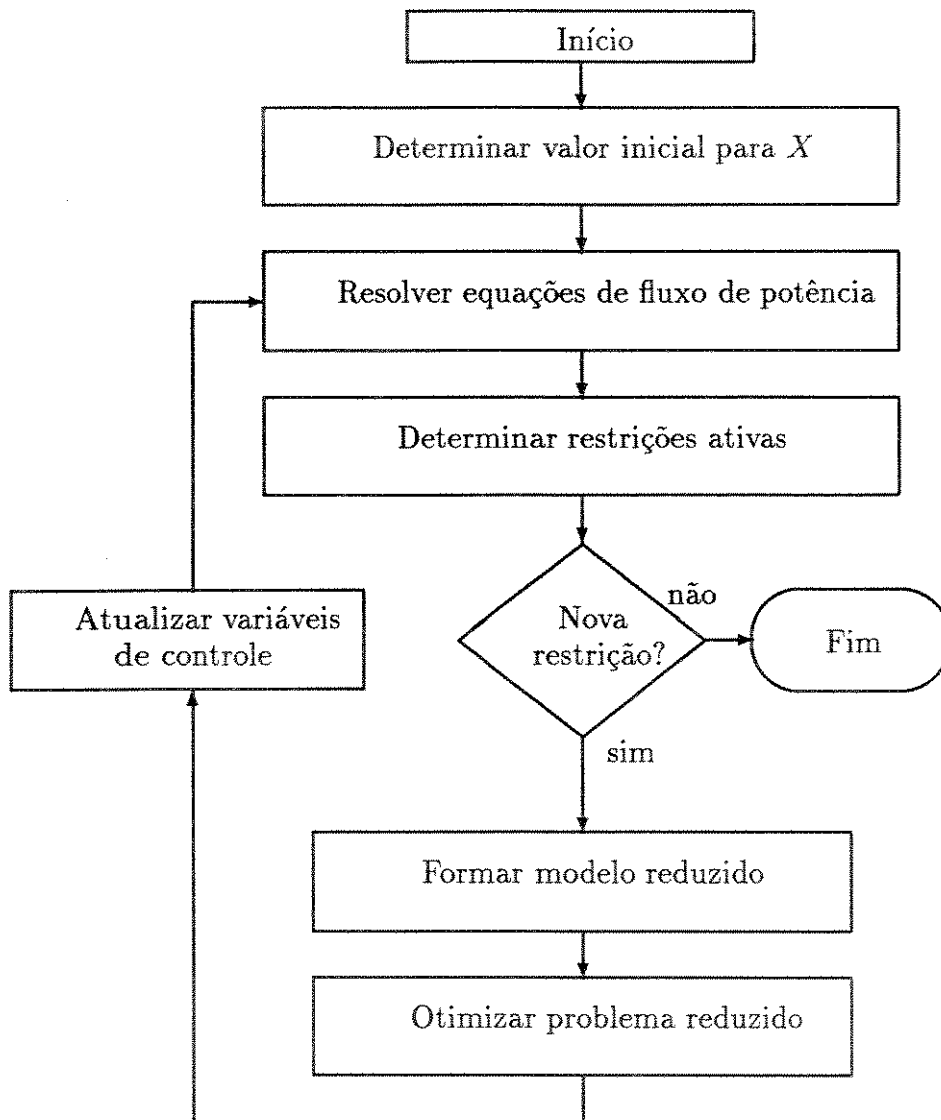 Início
Determinar valor inicial para X
Resolver equações de fluxo de potência
Determinar restrições ativas
Nova
restrição?
não
Fim
sim
Formar modelo reduzido
Otimizar problema reduzido
Atualizar variáveis
de controle